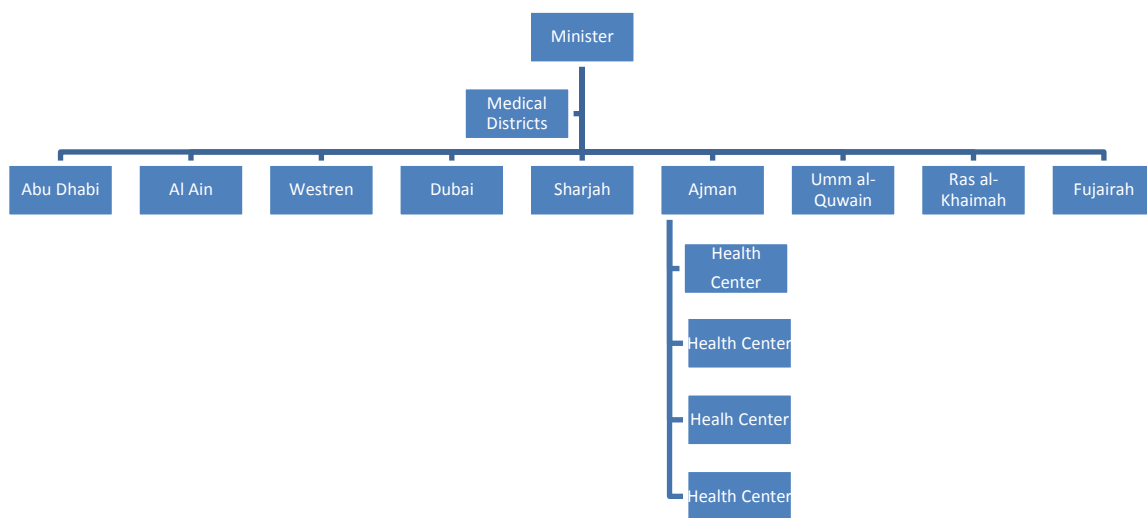 Minister
Medical
Districts
Abu Dhabi
Al Ain
Westren
Dubai
Sharjah
Ajman
Umm al-
Quwain
Ras al-
Khaimah
Fujairah
Health
Center
Health Center
Healh Center
Health Center